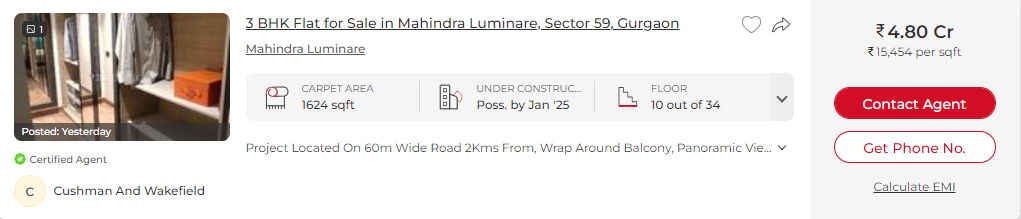 1
Posted: Yesterday
Certified Agent
C
Cushman And Wakefield
3 BHK Flat for Sale in Mahindra Luminare, Sector 59, Gurgaon
Mahindra Luminare
CARPET AREA
1624 sqft
UNDER CONSTRUC...
Poss. by Jan '25
FLOOR
10 out of 34
Project Located On 60m Wide Road 2Kms From, Wrap Around Balcony, Panoramic Vie...
₹4.80 Cr
₹15,454 per sqft
Contact Agent
Get Phone No.
Calculate EMI